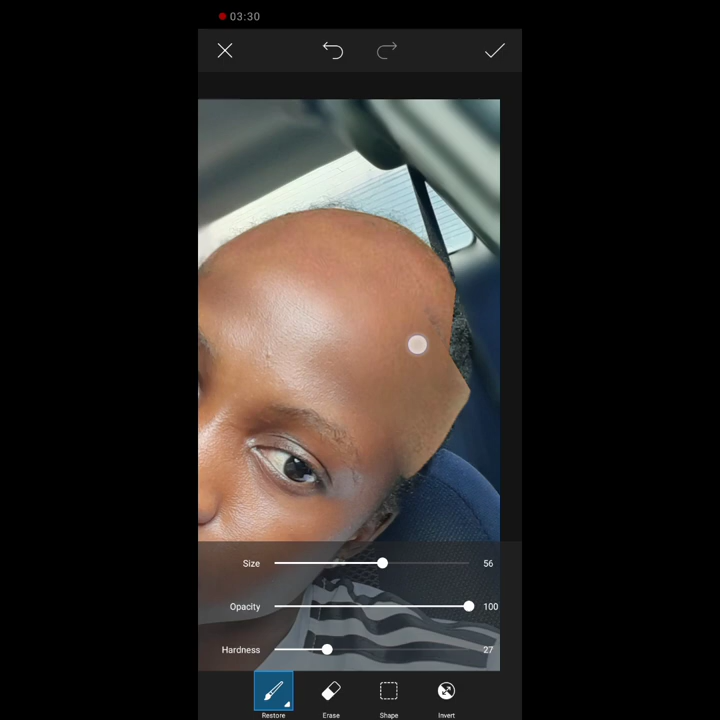 03:30
Size 56
Opacity 100
Hardness 27
Restore Erase Shape Invert